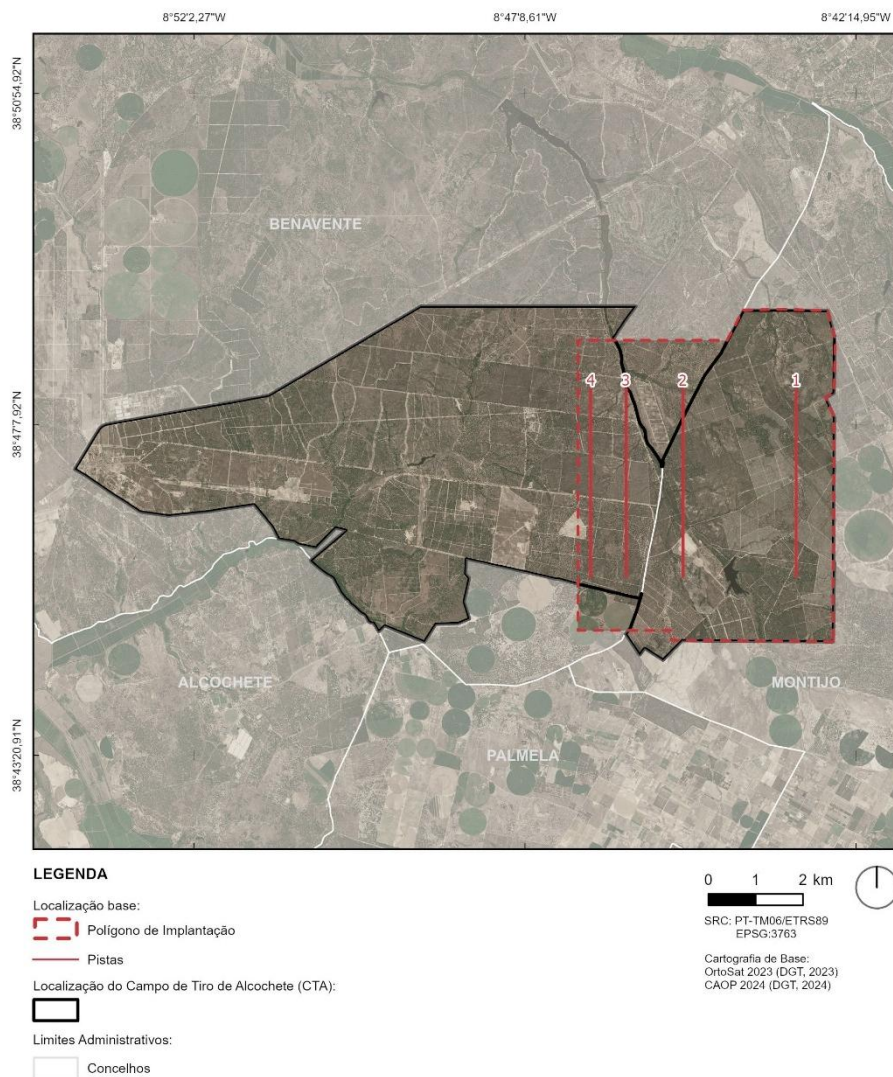 8°52'2,27"W
8°47'8,61"W
8°42'14,95"W
38°50'54,92"N
BENAVENTE
4
3
2
1
38°47'7,92"N
ALCOCHETE
MONTIJO
PALMELA
38°43'20,91"N
LEGENDA
Localização base:
Polígono de Implantação
Pistas
Localização do Campo de Tiro de Alcochete (CTA):
Limites Administrativos:
Concelhos
0 1 2 km
SRC: PT-TM06/ETRS89
EPSG:3763
Cartografia de Base:
OrtoSat 2023 (DGT, 2023)
CAOP 2024 (DGT, 2024)